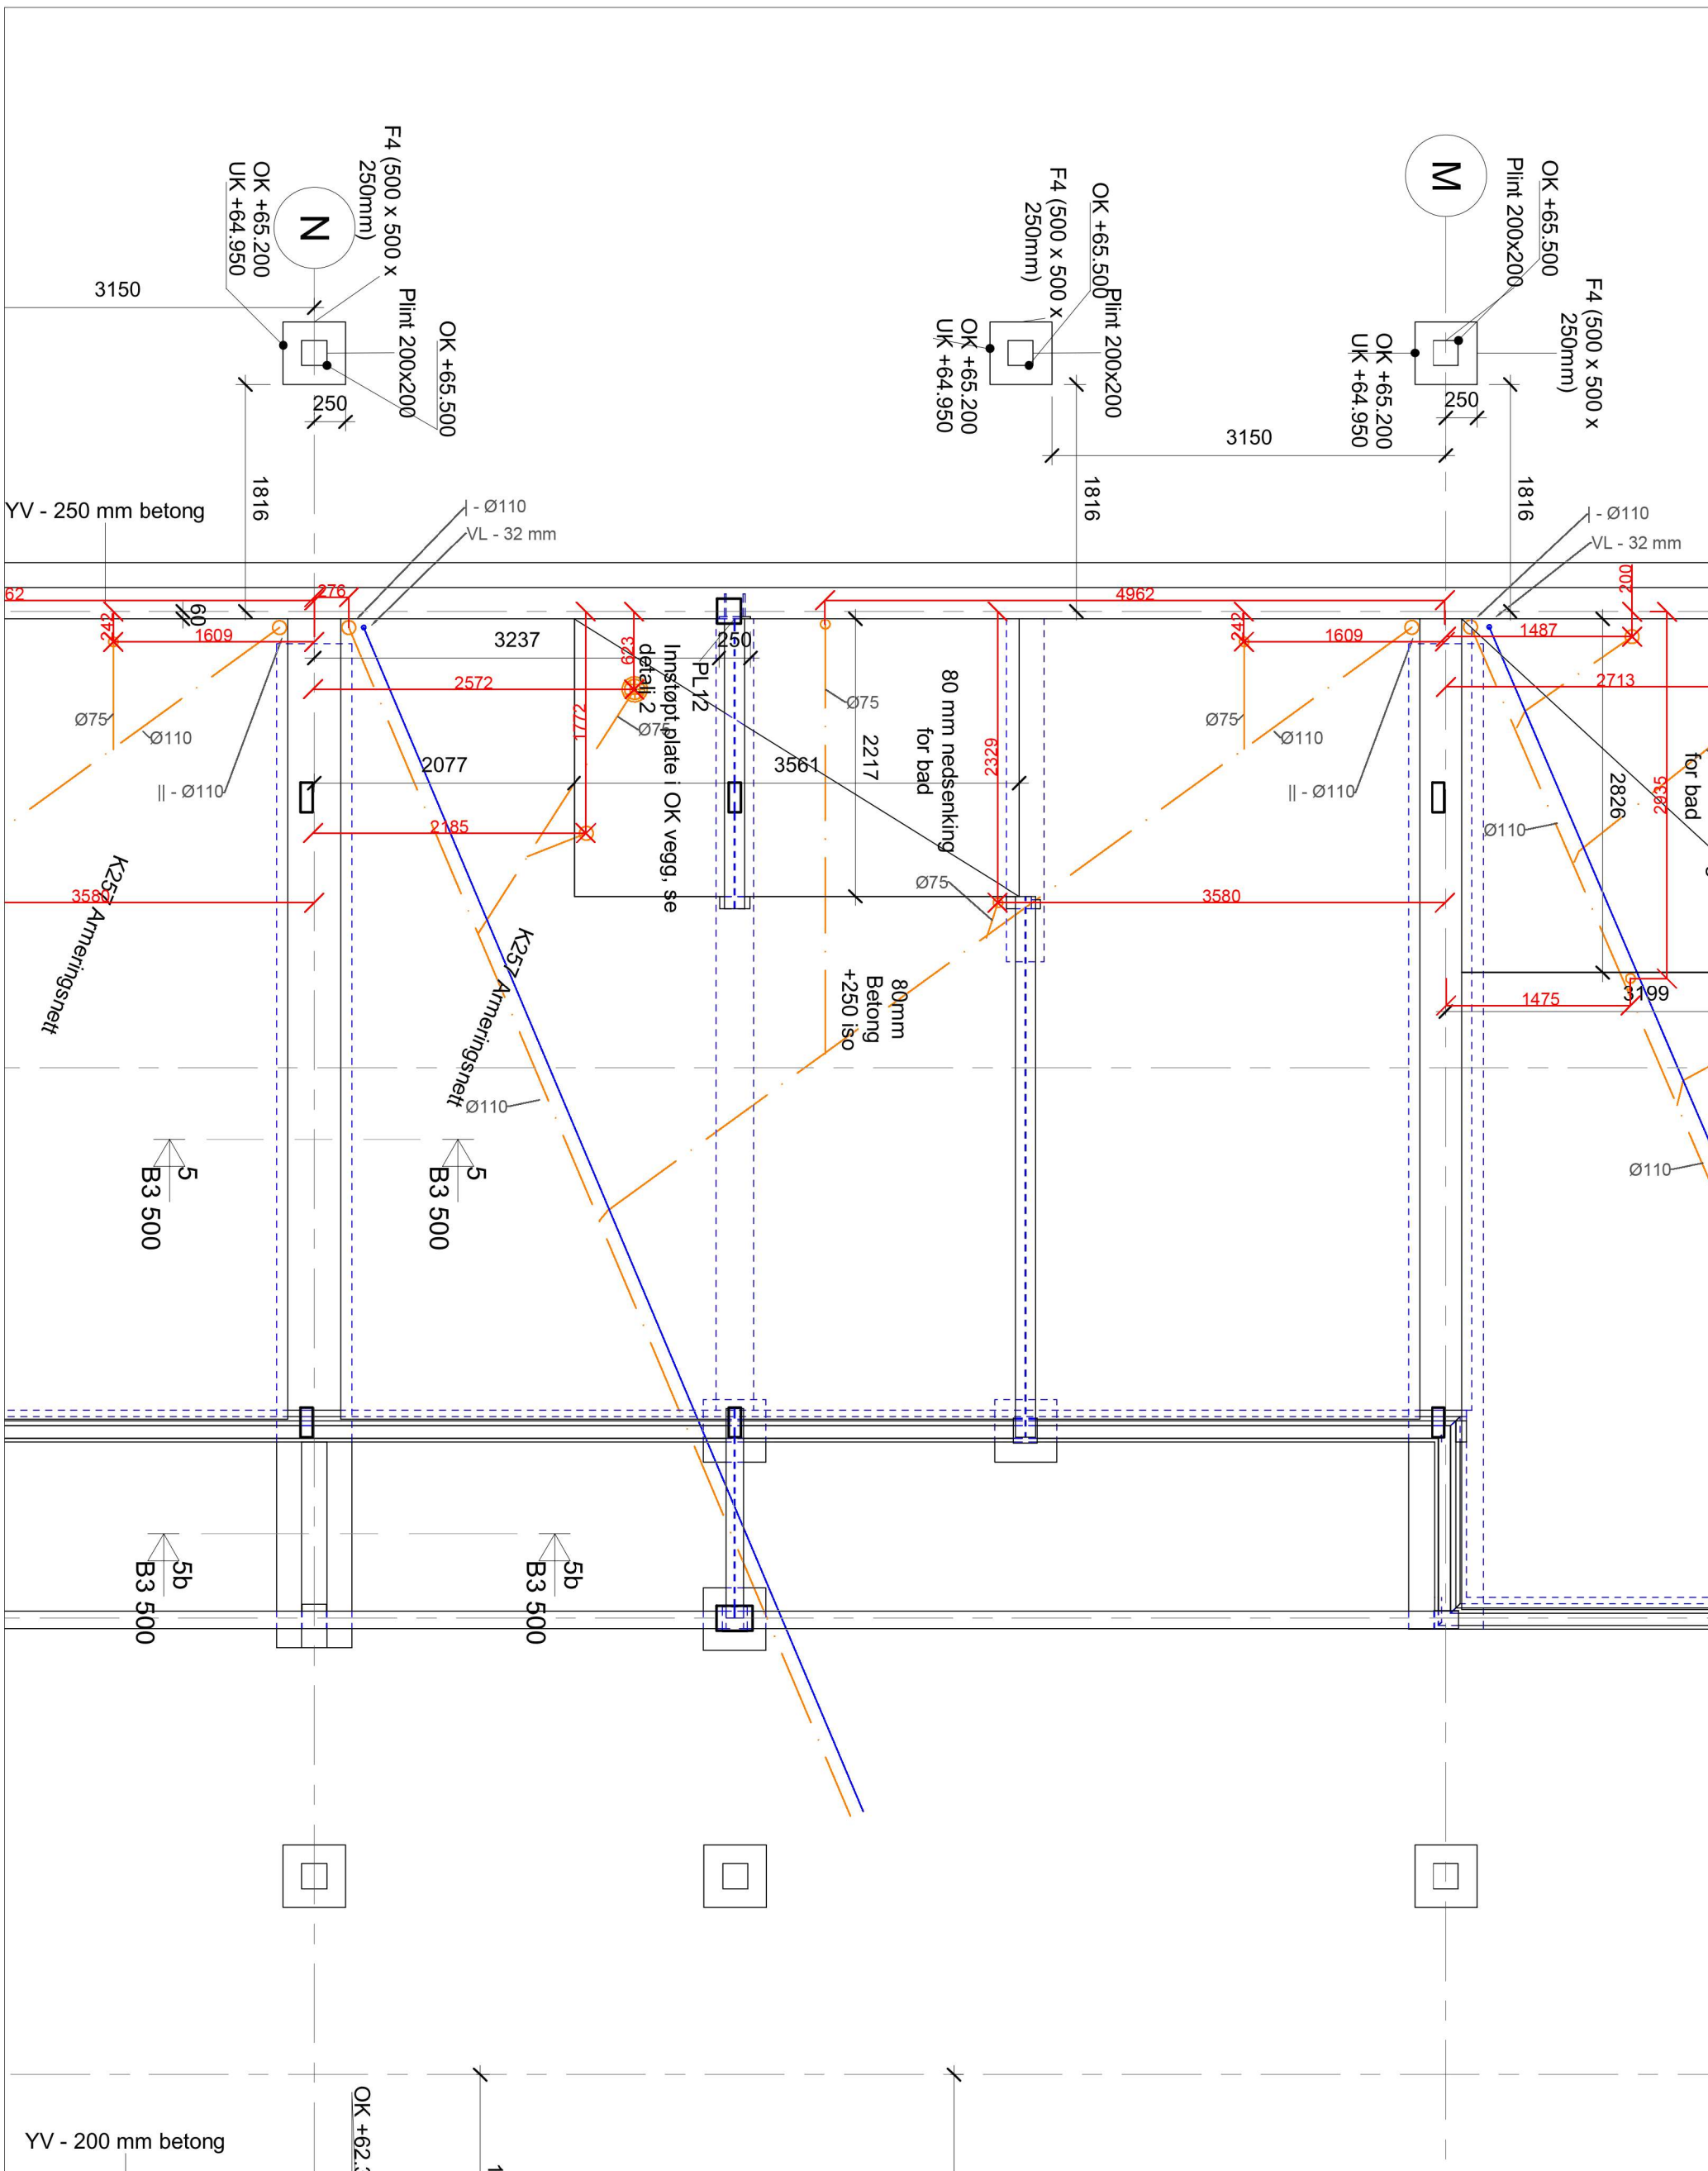 F4 (500 x 500 x
250mm)
OK +65.200
UK +64.950
N
3150
Plint 200x200
OK +65.500
250
1816
OK +65.500
F4 (500 x 500 x
250mm)
Plint 200x200
OK +65.200
UK +64.950
3150
1816
M
OK +65.500
Plint 200x200
F4 (500 x 500 x
250mm)
OK +65.200
UK +64.950
250
1816
YV - 250 mm betong
I - Ø110
VL - 32 mm
I - Ø110
VL - 32 mm
62
276
4962
200
242
60
1609
3237
623
250
242
1609
1487
2572
2713
Innstøpt plate i OK vegg, se
detalj 2
PL12
1772
Ø75
Ø75
Ø110
Ø75
80 mm nedsenking
for bad
2217
2329
Ø75
Ø110
for bad
2077
3561
|| - Ø110
|| - Ø110
2826
2935
2185
Ø110
3580
Ø75
3580
K257 Armeringsnett
K257 Armeringsnett
80mm
Betong
+250 iso
1475
3199
Ø110
Ø110
5
B3 500
5
B3 500
5b
B3 500
5b
B3 500
YV - 200 mm betong